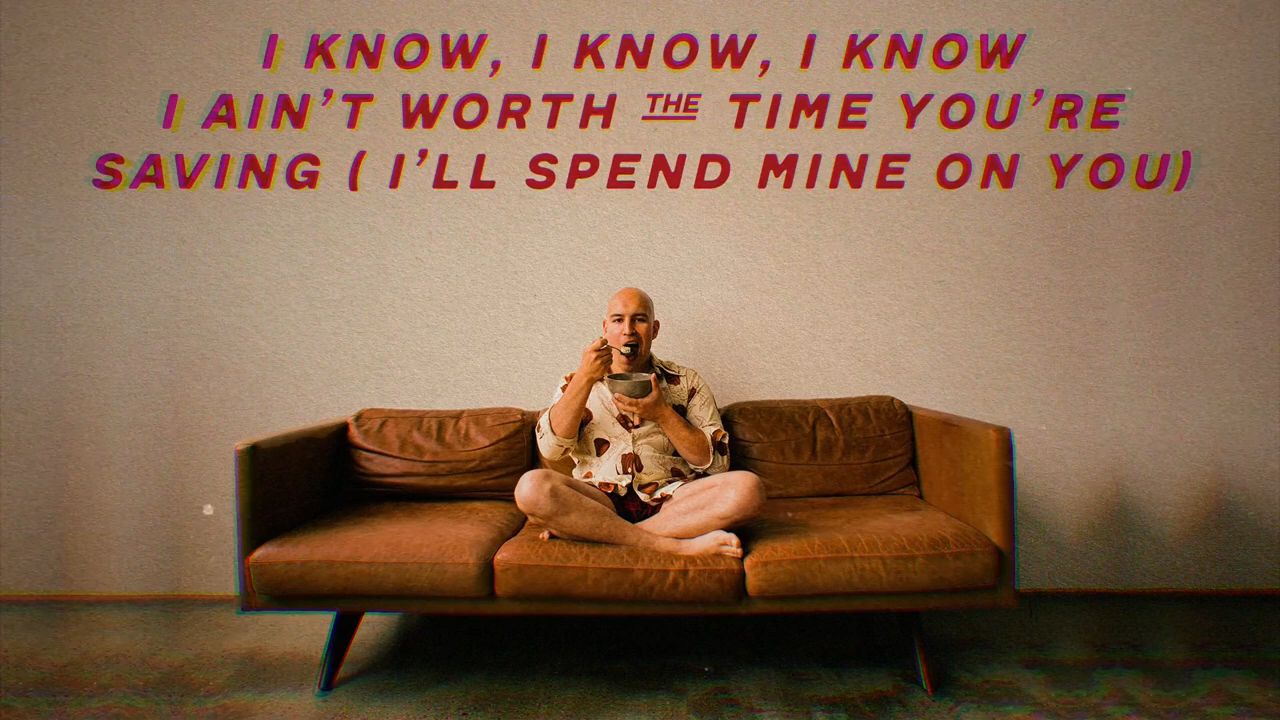 I KNOW, I KNOW, I KNOW
I AIN'T WORTH THE TIME YOU'RE
SAVING ( I'LL SPEND MINE ON YOU)